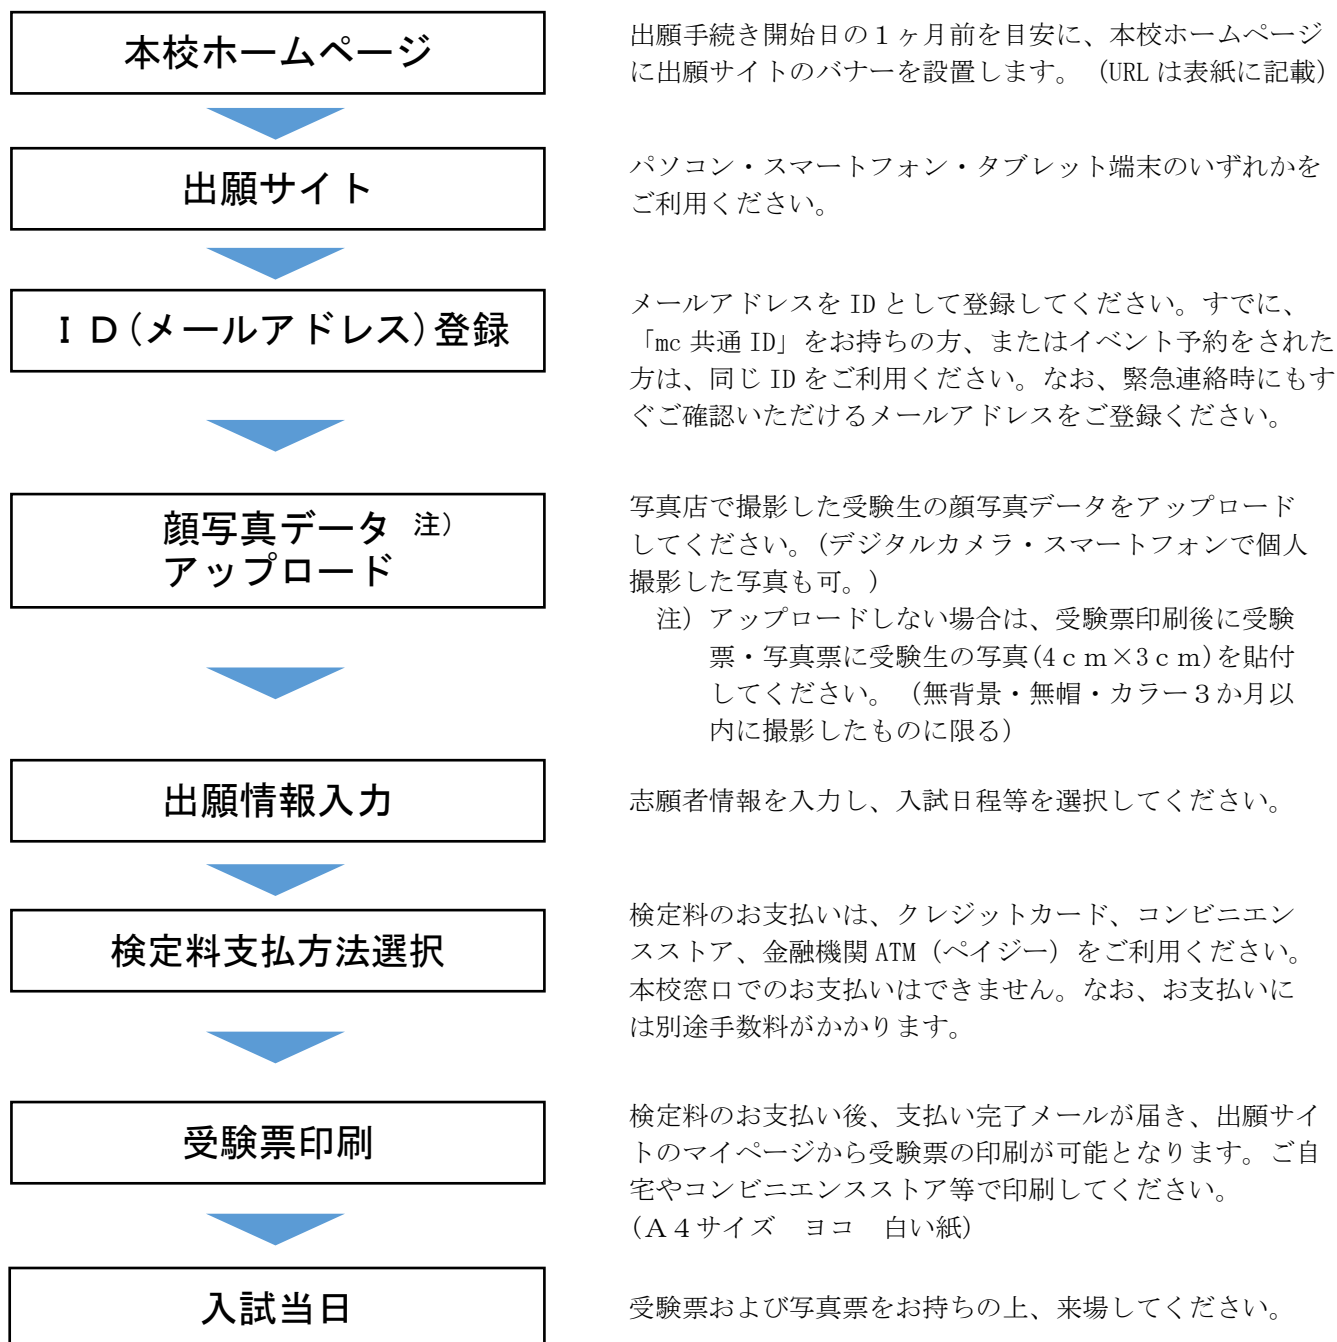 本校ホームページ
出願手続き開始日の１ヶ月前を目安に、本校ホームページ
に出願サイトのバナーを設置します。（URL は表紙に記載）
出願サイト
パソコン・スマートフォン・タブレット端末のいずれかを
ご利用ください。
ＩＤ(メールアドレス)登録
メールアドレスを ID として登録してください。すでに、
「mc 共通 ID」をお持ちの方、またはイベント予約をされた
方は、同じ ID をご利用ください。なお、緊急連絡時にもす
ぐご確認いただけるメールアドレスをご登録ください。
顔写真データ 注）
アップロード
写真店で撮影した受験生の顔写真データをアップロード
してください。(デジタルカメラ・スマートフォンで個人
撮影した写真も可。)
注）アップロードしない場合は、受験票印刷後に受験
票・写真票に受験生の写真(4ｃｍ×3ｃｍ)を貼付
してください。（無背景・無帽・カラー３か月以
内に撮影したものに限る）
出願情報入力
志願者情報を入力し、入試日程等を選択してください。
検定料支払方法選択
検定料のお支払いは、クレジットカード、コンビニエン
スストア、金融機関 ATM（ペイジー）をご利用ください。
本校窓口でのお支払いはできません。なお、お支払いに
は別途手数料がかかります。
受験票印刷
検定料のお支払い後、支払い完了メールが届き、出願サイ
トのマイページから受験票の印刷が可能となります。ご自
宅やコンビニエンスストア等で印刷してください。
（Ａ４サイズ　ヨコ　白い紙）
入試当日
受験票および写真票をお持ちの上、来場してください。